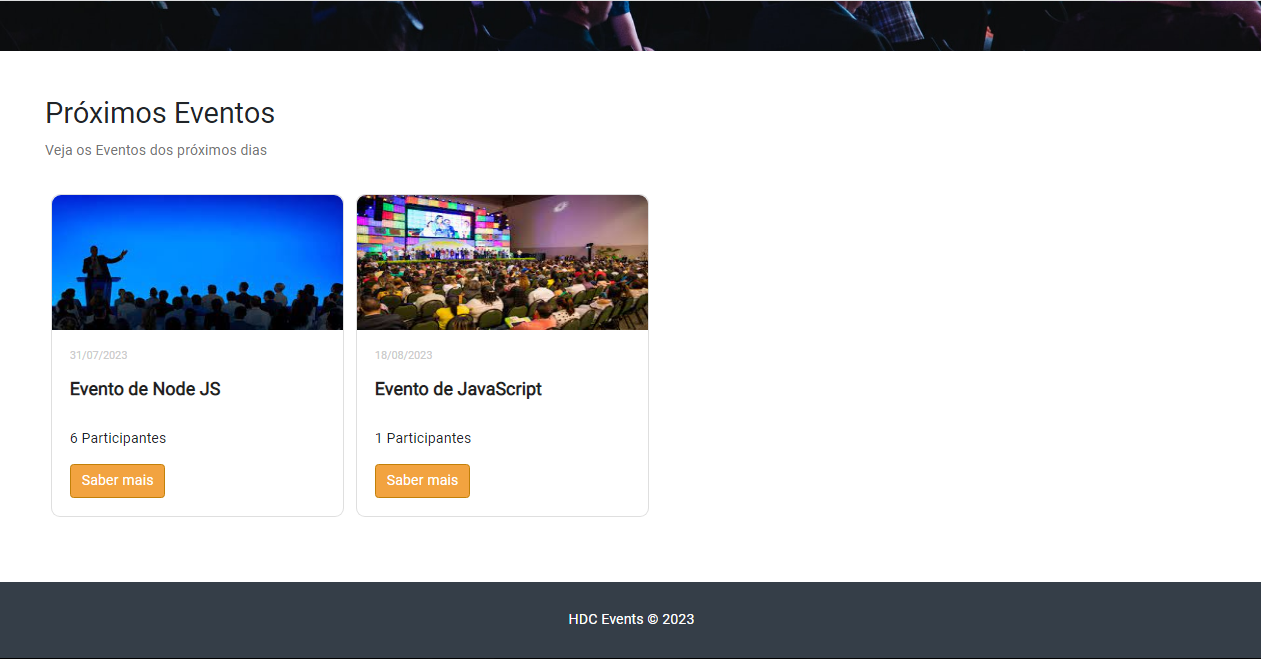 Próximos Eventos
Veja os Eventos dos próximos dias
31/07/2023
Evento de Node JS
6 Participantes
Saber mais
18/08/2023
Evento de JavaScript
1 Participantes
Saber mais
HDC Events © 2023